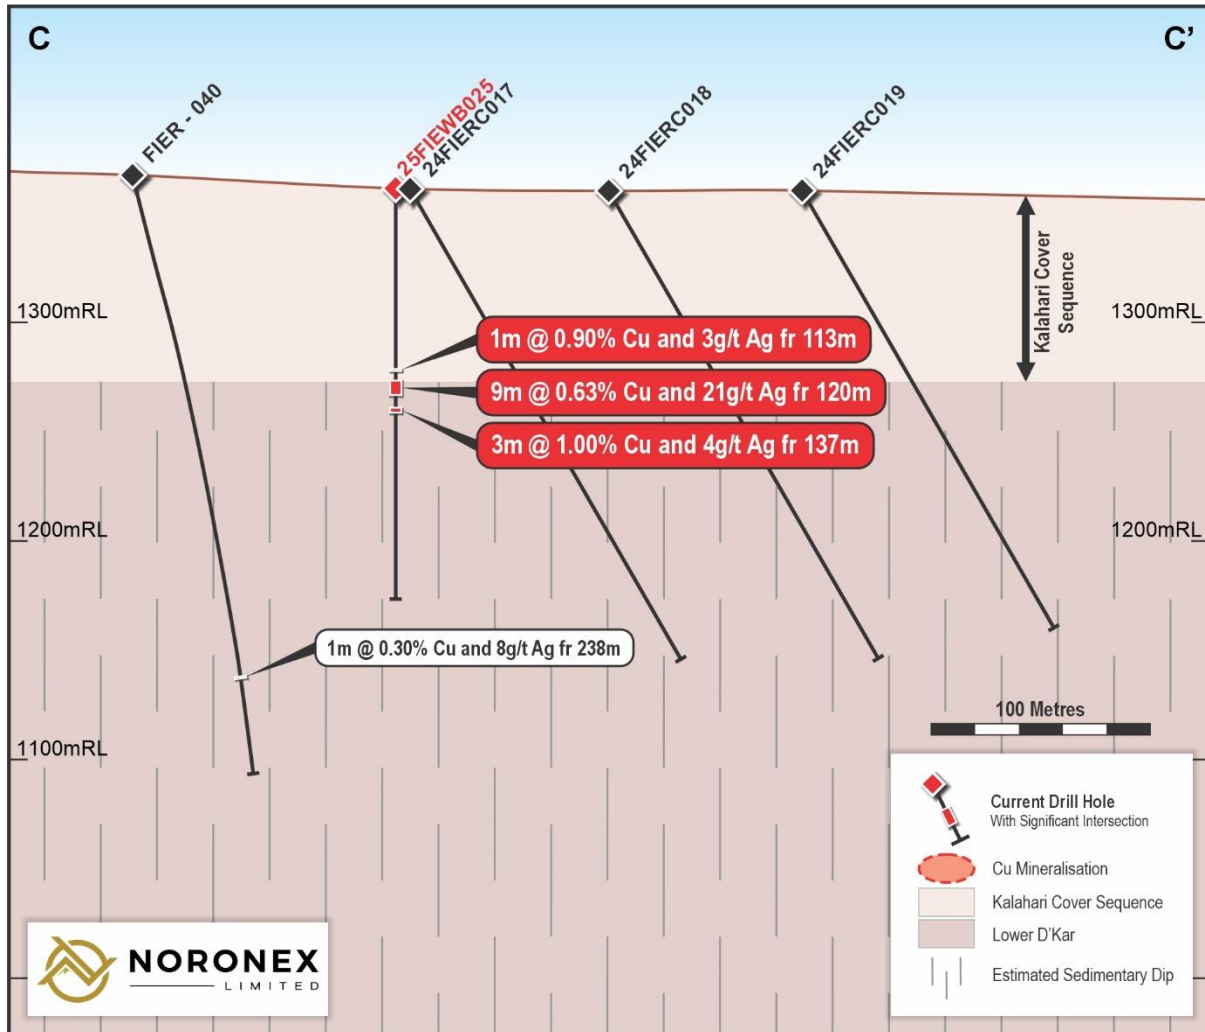 C
C'
FIER - 040
25FIEWB025
24FIERC017
24FIERC018
24FIERC019
Kalahari Cover
Sequence
1300mRL
1300mRL
1m @ 0.90% Cu and 3g/t Ag fr 113m
9m @ 0.63% Cu and 21g/t Ag fr 120m
3m @ 1.00% Cu and 4g/t Ag fr 137m
1200mRL
1200mRL
1m @ 0.30% Cu and 8g/t Ag fr 238m
100 Metres
1100mRL
Current Drill Hole
With Significant Intersection
Cu Mineralisation
Kalahari Cover Sequence
Lower D'Kar
Estimated Sedimentary Dip
NORONEX
LIMITED